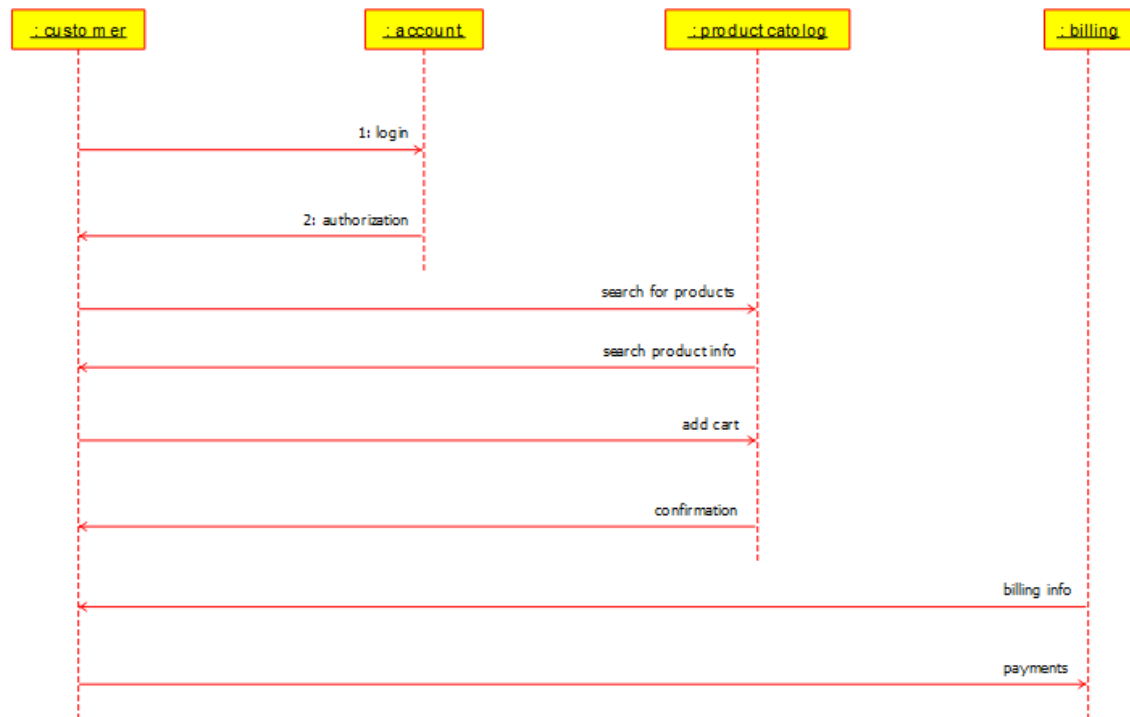 : customer
: account
: product catolog
: billing
1: login
2: authorization
search for products
search product info
add cart
confirmation
billing info
payments